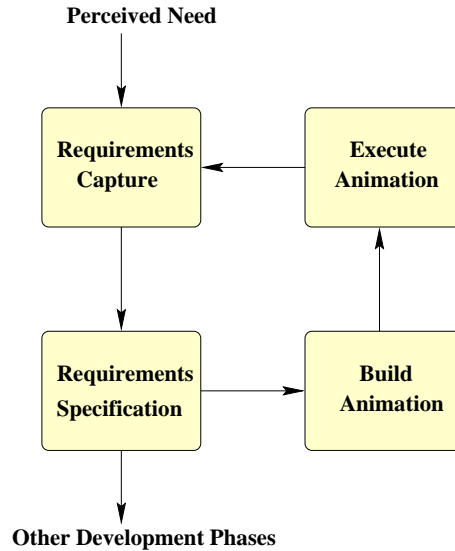 Perceived Need
Requirements
Capture
Execute
Animation
Requirements
Specification
Build
Animation
Other Development Phases